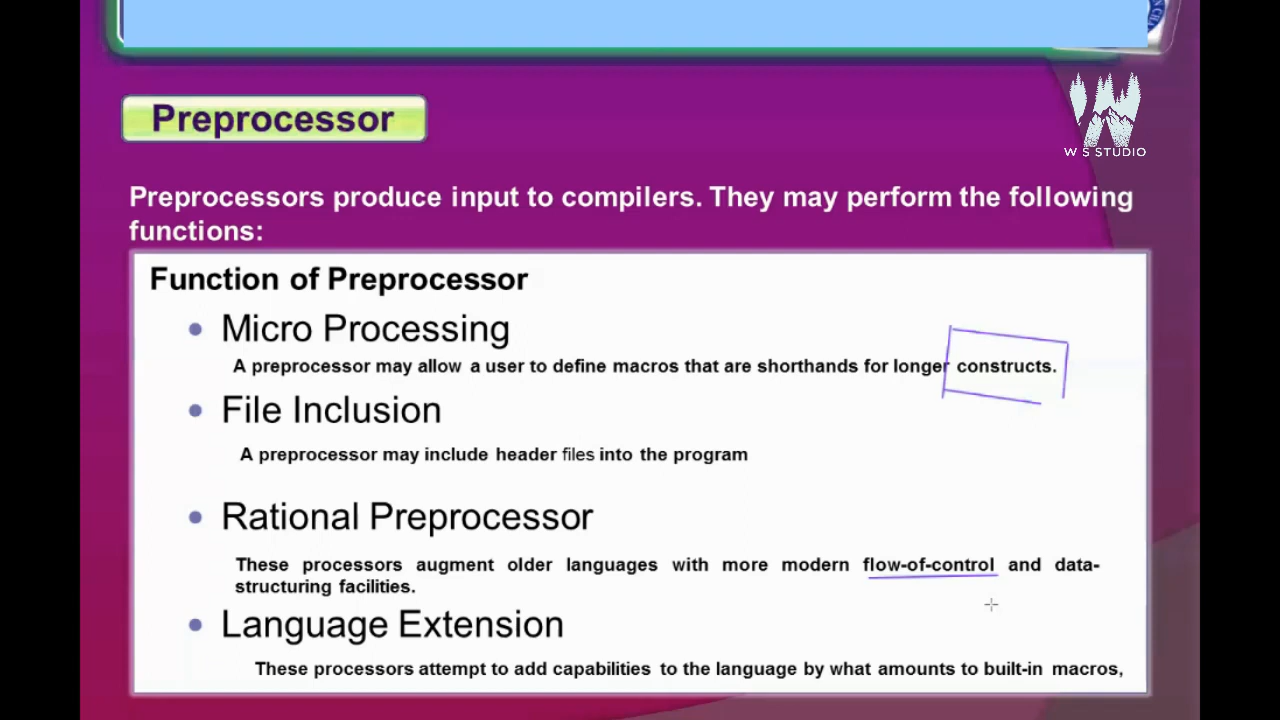 Preprocessor
W S STUDIO
Preprocessors produce input to compilers. They may perform the following
functions:
Function of Preprocessor
• Micro Processing
A preprocessor may allow a user to define macros that are shorthands for longer constructs.
• File Inclusion
A preprocessor may include header files into the program
• Rational Preprocessor
These processors augment older languages with more modern flow-of-control and data-
structuring facilities.
• Language Extension
These processors attempt to add capabilities to the language by what amounts to built-in macros,